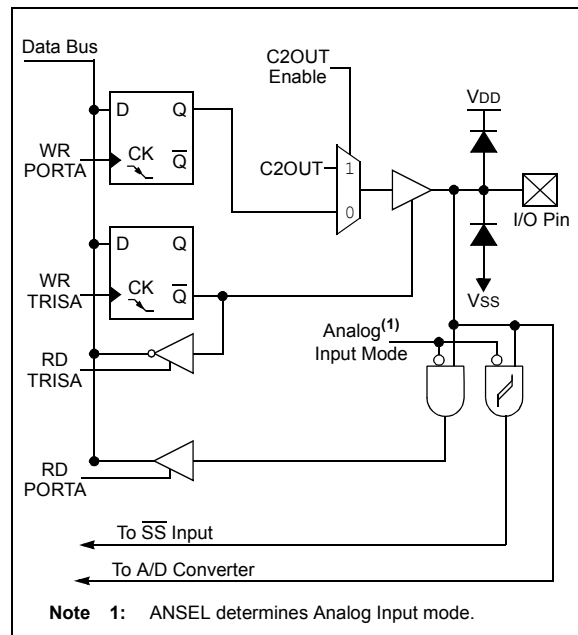 Data Bus
C2OUT
Enable
VDD
D Q
WR
PORTA
CK Q
C2OUT
1
0
I/O Pin
D Q
WR
TRISA
CK Q
VSS
Analog(1)
Input Mode
RD
TRISA
RD
PORTA
To SS Input
To A/D Converter
Note 1: ANSEL determines Analog Input mode.